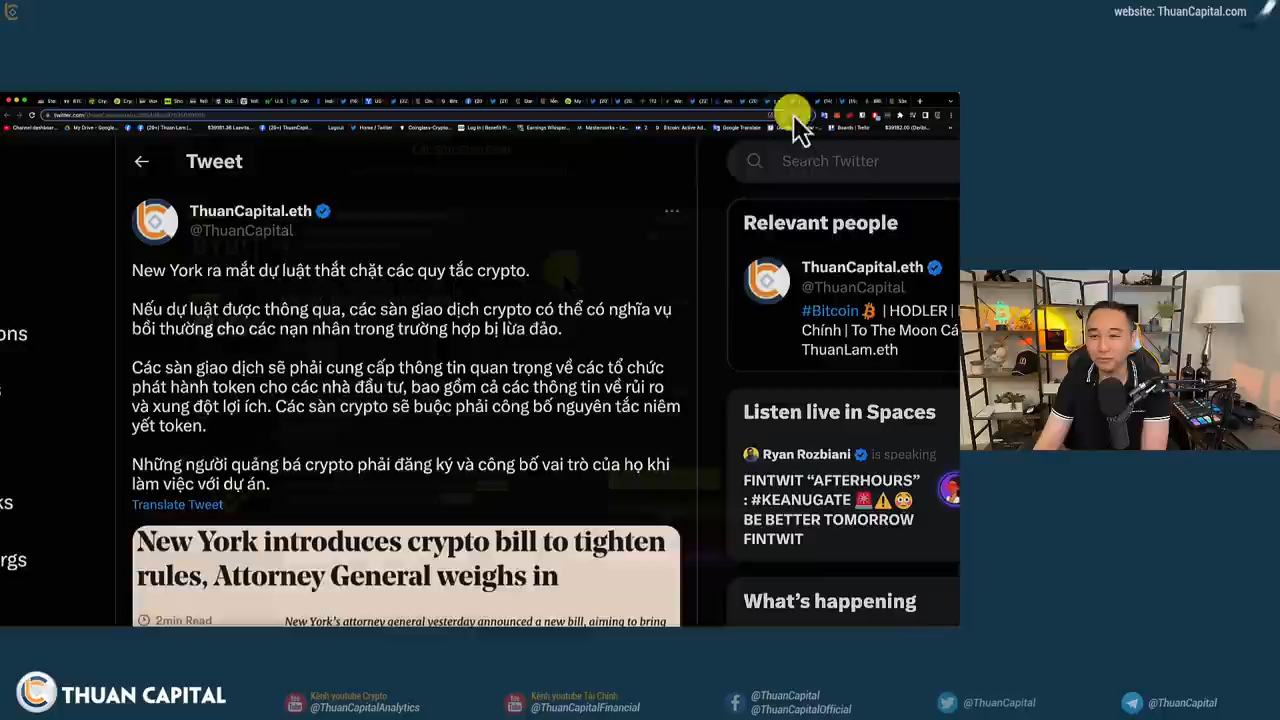 website: ThuanCapital.com
Tweet
Search Twitter
ThuanCapital.eth
@ThuanCapital
New York ra mắt dự luật thắt chặt các quy tắc crypto.
Nếu dự luật được thông qua, các sàn giao dịch crypto có thể có nghĩa vụ
bồi thường cho các nạn nhân trong trường hợp bị lừa đảo.
Các sàn giao dịch sẽ phải cung cấp thông tin quan trọng về các tổ chức
phát hành token cho các nhà đầu tư, bao gồm cả các thông tin về rủi ro
và xung đột lợi ích. Các sàn crypto sẽ buộc phải công bố nguyên tắc niêm
yết token.
Những người quảng bá crypto phải đăng ký và công bố vai trò của họ khi
làm việc với dự án.
Translate Tweet
New York introduces crypto bill to tighten
rules, Attorney General weighs in
2min Read
New York's attorney general yesterday announced a new bill, aiming to bring
Relevant people
ThuanCapital.eth
@ThuanCapital
#Bitcoin | HODLER |
Chính | To The Moon Cá
ThuanLam.eth
Listen live in Spaces
Ryan Rozbiani is speaking
FINTWIT “AFTERHOURS”
: #KEANUGATE
BE BETTER TOMORROW
FINTWIT
What's happening
ons
ks
rgs
THUAN CAPITAL
Kênh youtube Crypto
@ThuanCapitalAnalytics
Kênh youtube Tài Chính
@ThuanCapitalFinancial
@ThuanCapital
@ThuanCapitalOfficial
@ThuanCapital
@ThuanCapital